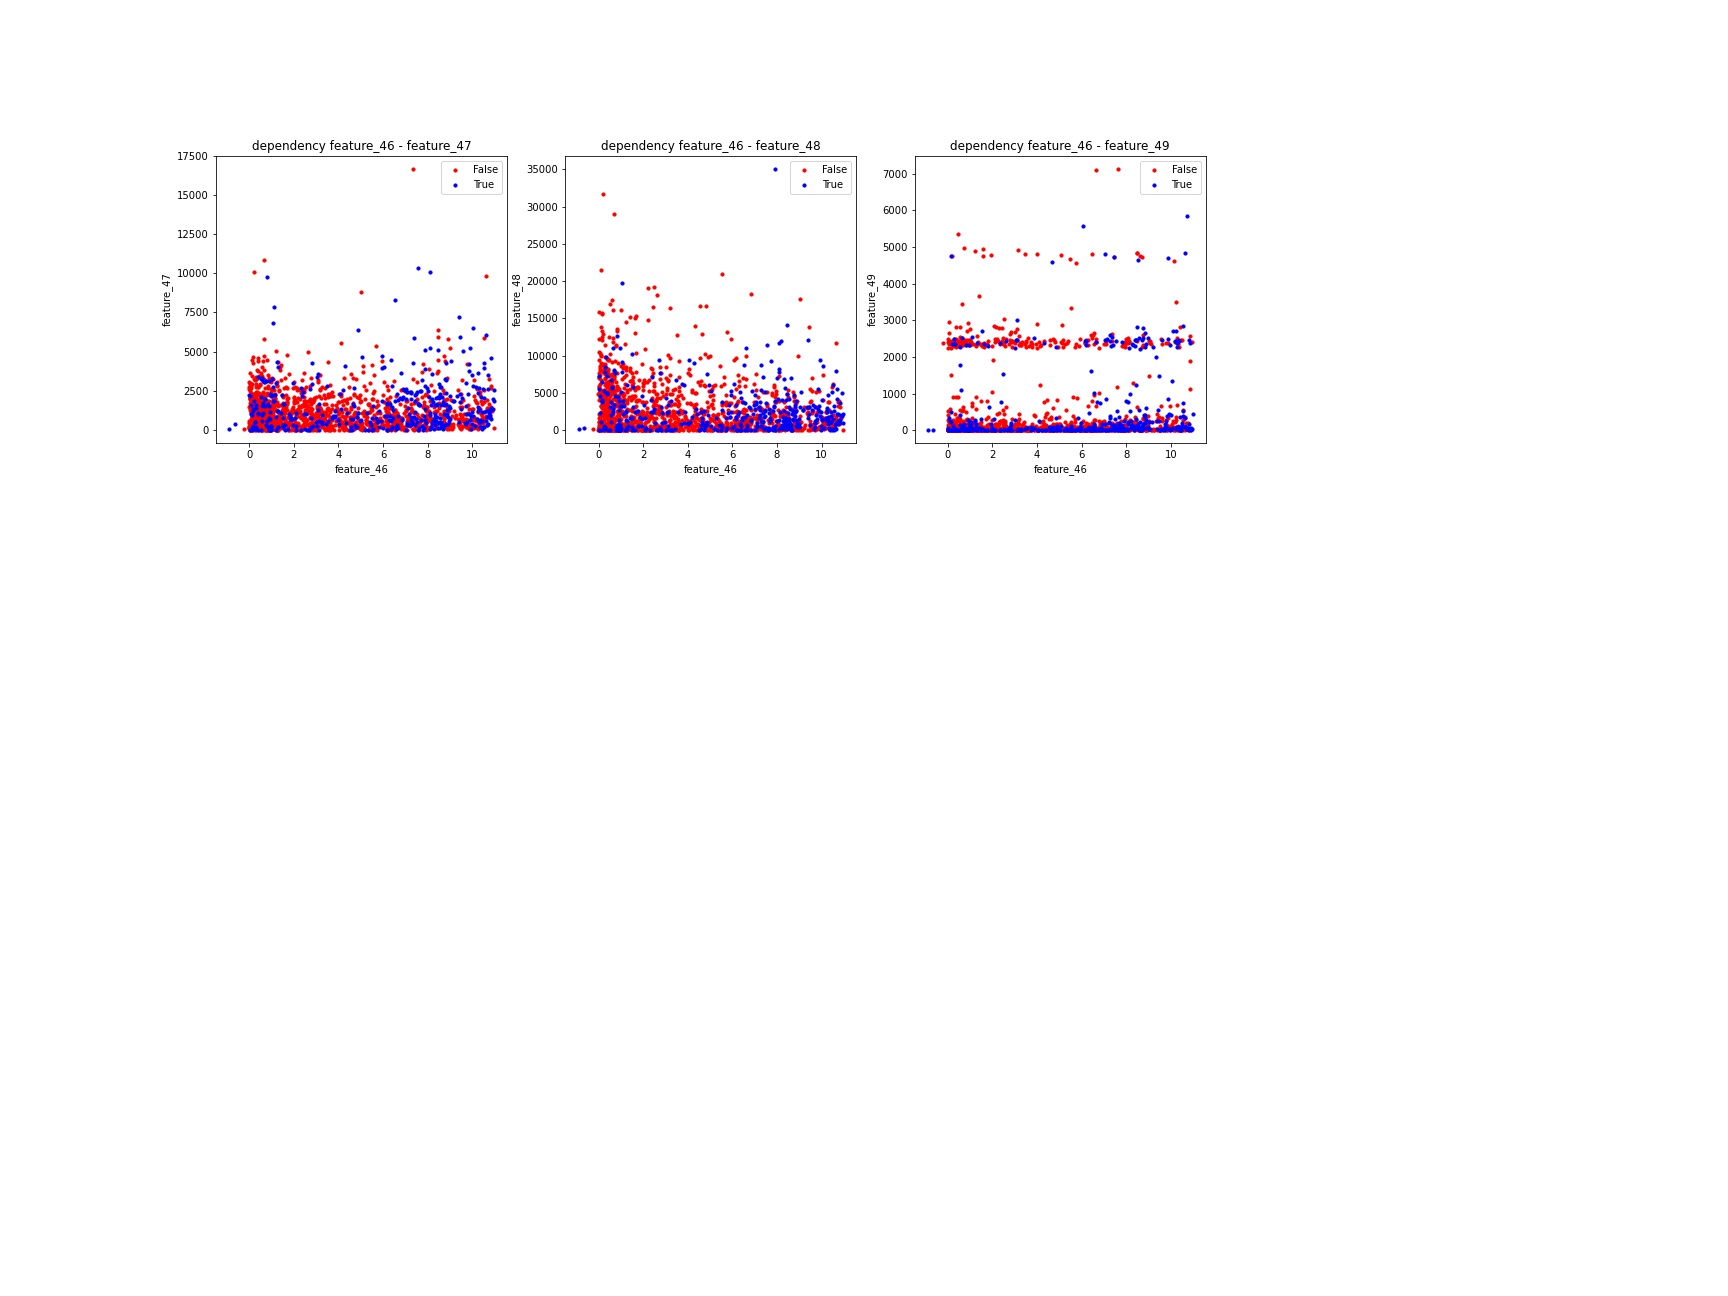 dependency feature_46 - feature_47
False
True
17500
15000
12500
10000
7500
5000
2500
0
feature_47
0 2 4 6 8 10
feature_46
dependency feature_46 - feature_48
False
True
35000
30000
25000
20000
15000
10000
5000
0
feature_48
0 2 4 6 8 10
feature_46
dependency feature_46 - feature_49
False
True
7000
6000
5000
4000
3000
2000
1000
0
feature_49
0 2 4 6 8 10
feature_46